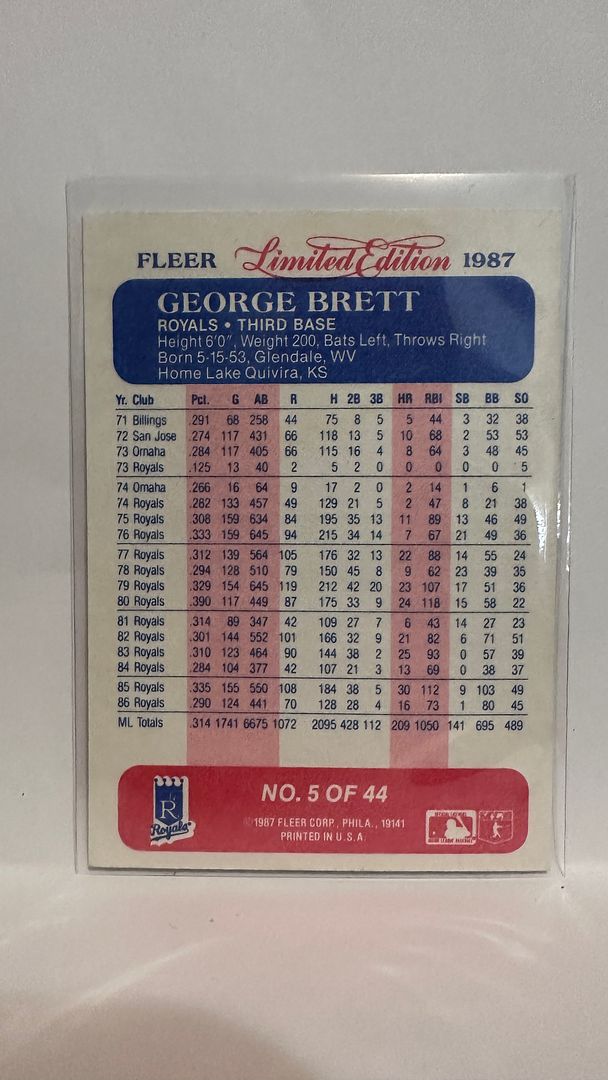 FLEER Limited Edition 1987
GEORGE BRETT
ROYALS • THIRD BASE
Height 6'0", Weight 200, Bats Left, Throws Right
Born 5-15-53, Glendale, WV
Home Lake Quivira, KS
Yr. Club Pct. G AB R H 2B 3B HR RBI SB BB SO
71 Billings .291 68 258 44 75 8 5 5 44 3 32 38
72 San Jose .274 117 431 66 118 13 5 10 68 2 53 53
73 Omaha .284 117 405 66 115 16 4 8 64 3 48 45
73 Royals .125 13 40 2 5 2 0 0 0 0 0 5
74 Omaha .266 16 64 9 17 2 0 2 14 1 6 1
74 Royals .262 133 457 49 129 21 5 2 47 8 21 38
75 Royals .308 159 634 84 195 35 13 11 89 13 46 49
76 Royals .333 159 645 94 215 34 14 7 67 21 49 36
77 Royals .312 139 564 105 176 32 13 22 88 14 55 24
78 Royals .294 128 510 79 150 45 8 9 62 23 39 35
79 Royals .329 154 645 119 212 42 20 23 107 17 51 36
80 Royals .390 117 449 87 175 33 9 24 118 15 58 22
81 Royals .314 89 347 42 109 27 7 6 43 14 27 23
82 Royals .301 144 552 101 166 32 9 21 82 6 71 51
83 Royals .310 123 464 90 144 38 2 25 93 0 57 39
84 Royals .284 104 377 42 107 21 3 13 69 0 38 37
85 Royals .335 155 550 108 184 38 5 30 112 9 103 49
86 Royals .290 124 441 70 128 28 4 16 73 1 80 45
ML Totals .314 1741 6675 1072 2095 428 112 209 1050 141 695 489
NO. 5 OF 44
©1987 FLEER CORP., PHILA., 19141
PRINTED IN U.S.A.
R
Royals